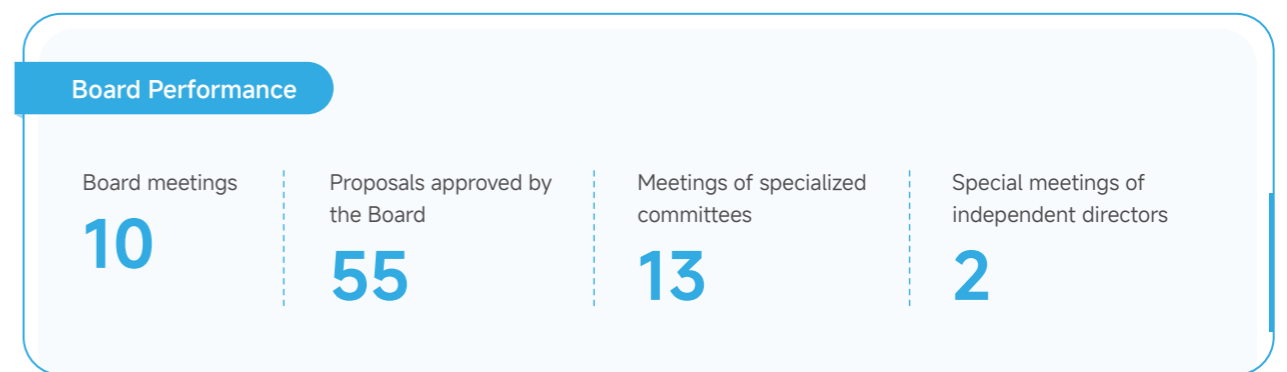 Board Performance
Board meetings
10
Proposals approved by
the Board
55
Meetings of specialized
committees
13
Special meetings of
independent directors
2